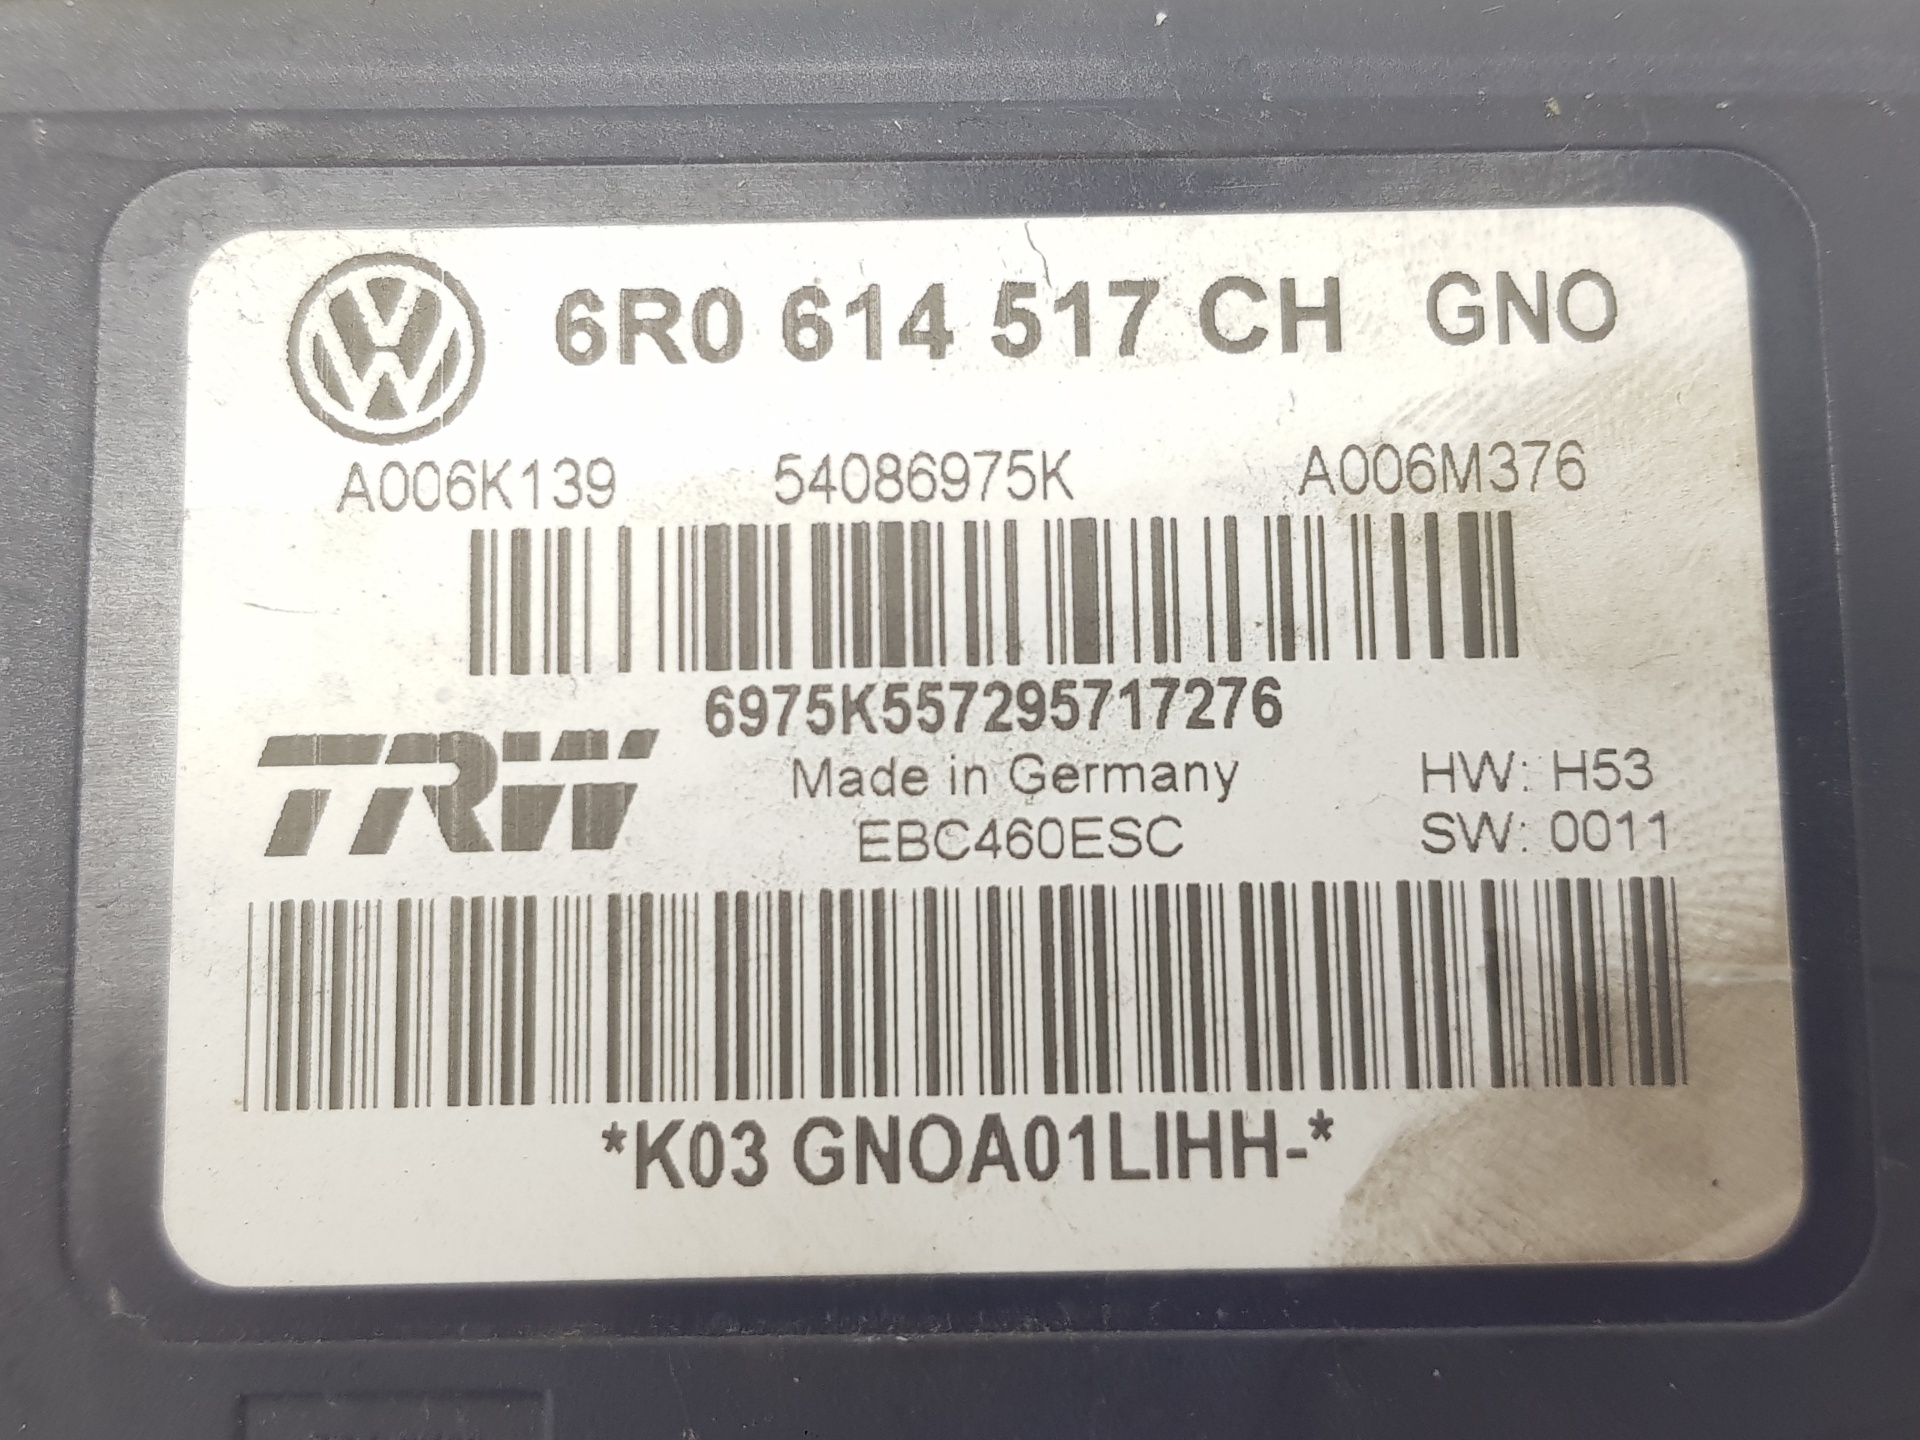 6R0 614 517 CH GNO
A006K139 54086975K A006M376
6975K557295717276
TRW
Made in Germany HW: H53
EBC460ESC SW: 0011
*K03 GNOA01LIHH-*